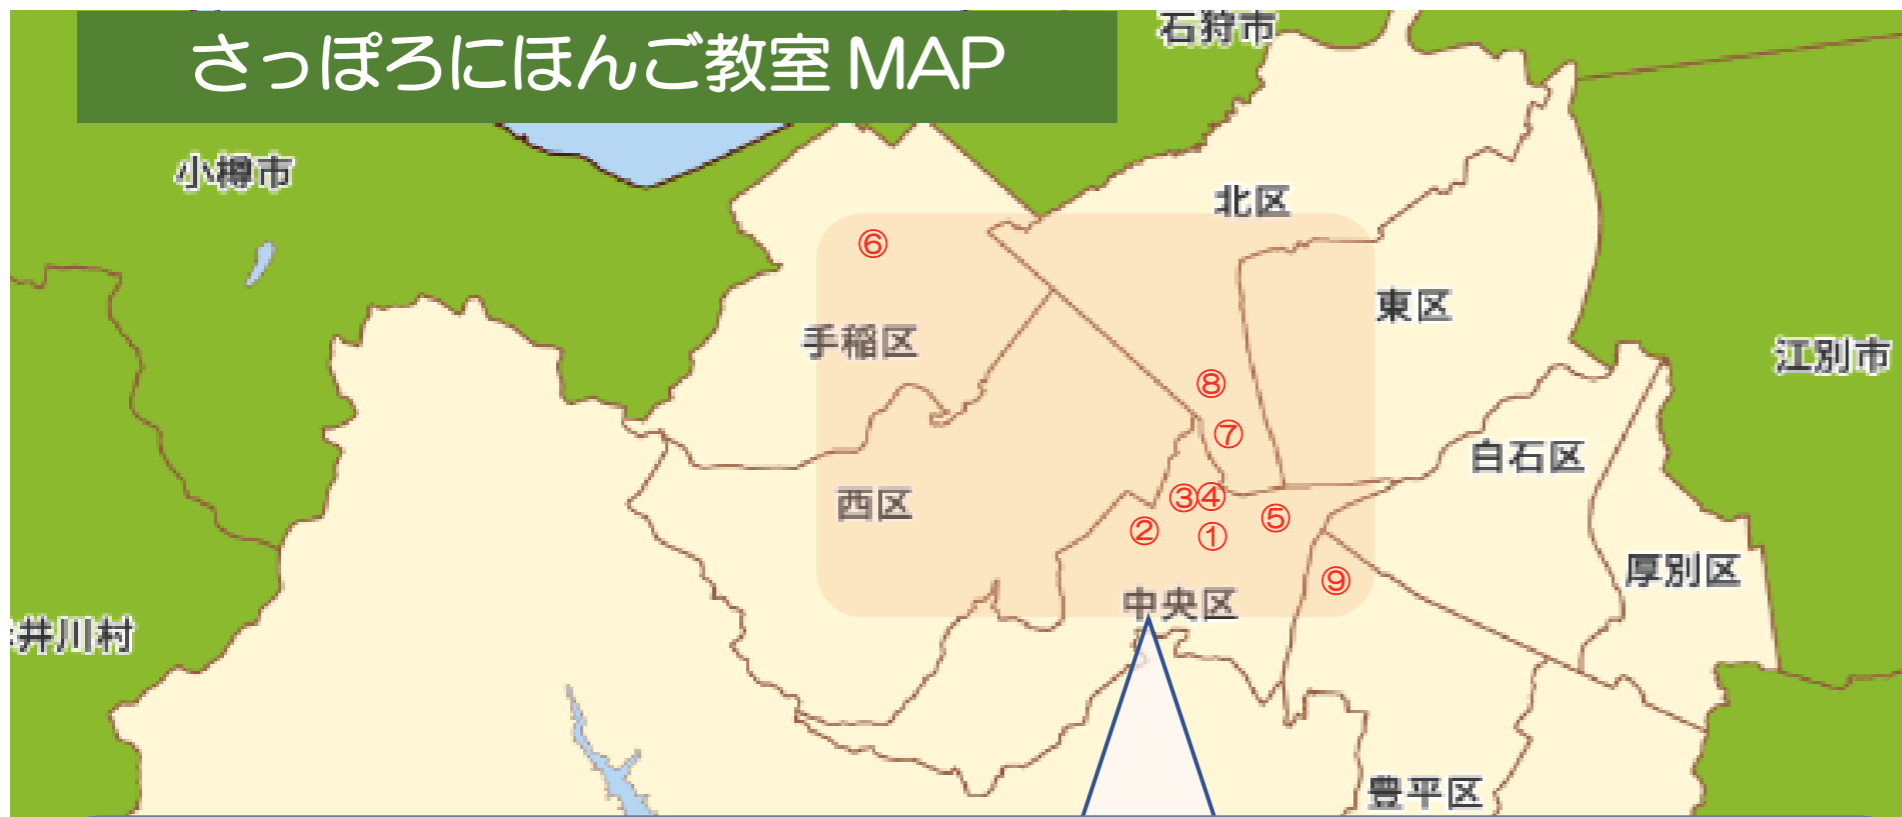 さっぽろにほんご教室 MAP
石狩市
小樽市
北区
⑥
東区
手稲区
江別市
⑧
⑦
白石区
西区
③④
⑤
②
①
厚別区
⑨
中央区
井川村
豊平区